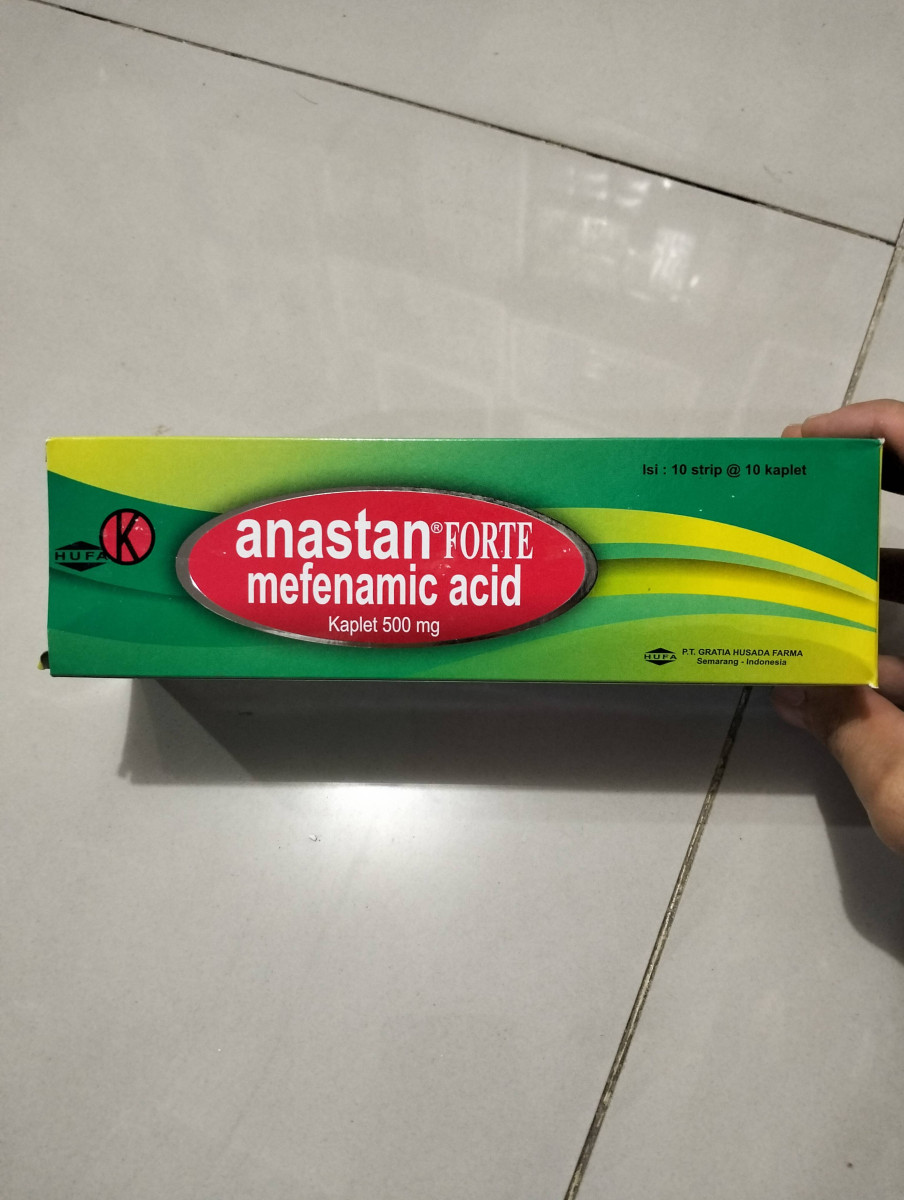 Isi : 10 strip @ 10 kaplet
K
HUFA
anastan® FORTE
mefenamic acid
Kaplet 500 mg
HUFA
P.T. GRATIA HUSADA FARMA
Semarang - Indonesia